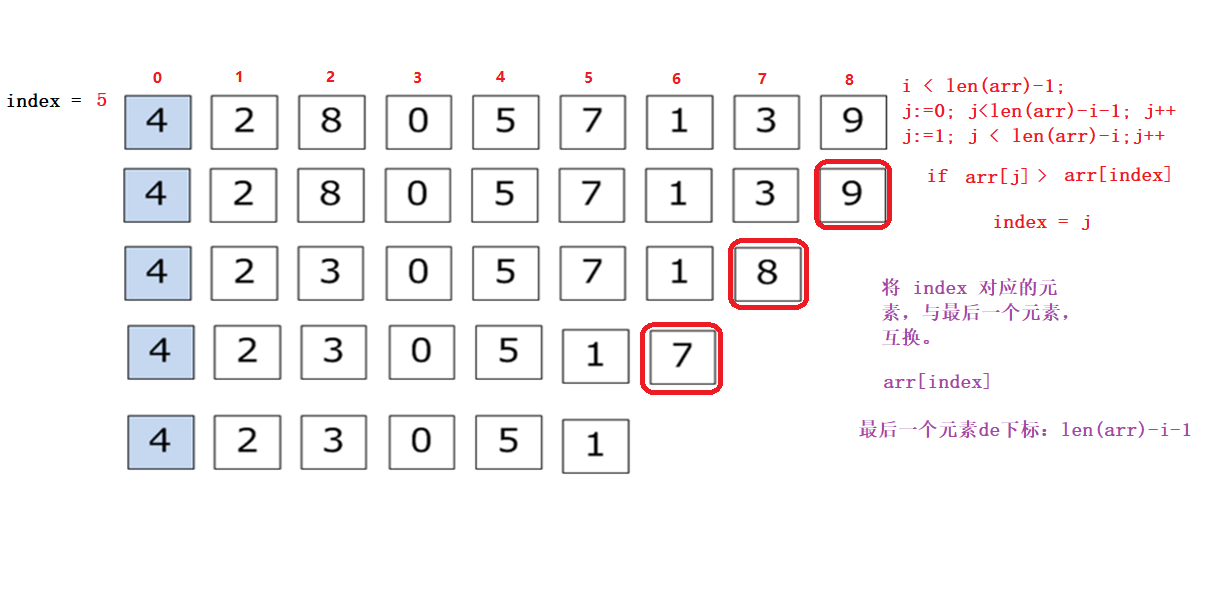 0 1 2 3 4 5 6 7 8
index = 5
4 2 8 0 5 7 1 3 9
i < len(arr)-1;
j:=0; j<len(arr)-i-1; j++
j:=1; j < len(arr)-i;j++
4 2 8 0 5 7 1 3 9
if arr[j] > arr[index]
index = j
4 2 3 0 5 7 1 8
将 index 对应的元
素，与最后一个元素，
互换。
4 2 3 0 5 1 7
arr[index]
4 2 3 0 5 1
最后一个元素de下标：len(arr)-i-1